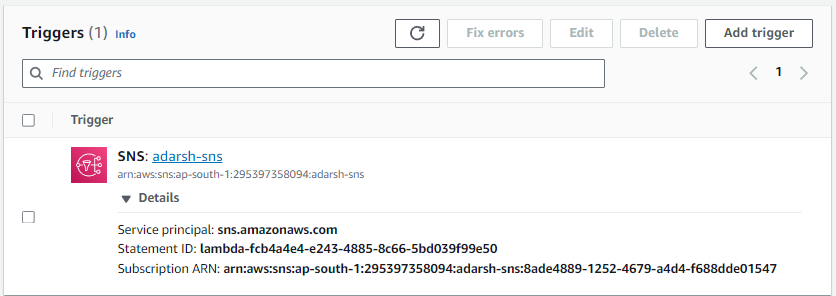 Triggers (1) Info
Fix errors
Edit
Delete
Add trigger
Find triggers
1
Trigger
SNS: adarsh-sns
arn:aws:sns:ap-south-1:295397358094:adarsh-sns
Details
Service principal: sns.amazonaws.com
Statement ID: lambda-fcb4a4e4-e243-4885-8c66-5bd039f99e50
Subscription ARN: arn:aws:sns:ap-south-1:295397358094:adarsh-sns:8ade4889-1252-4679-a4d4-f688dde01547